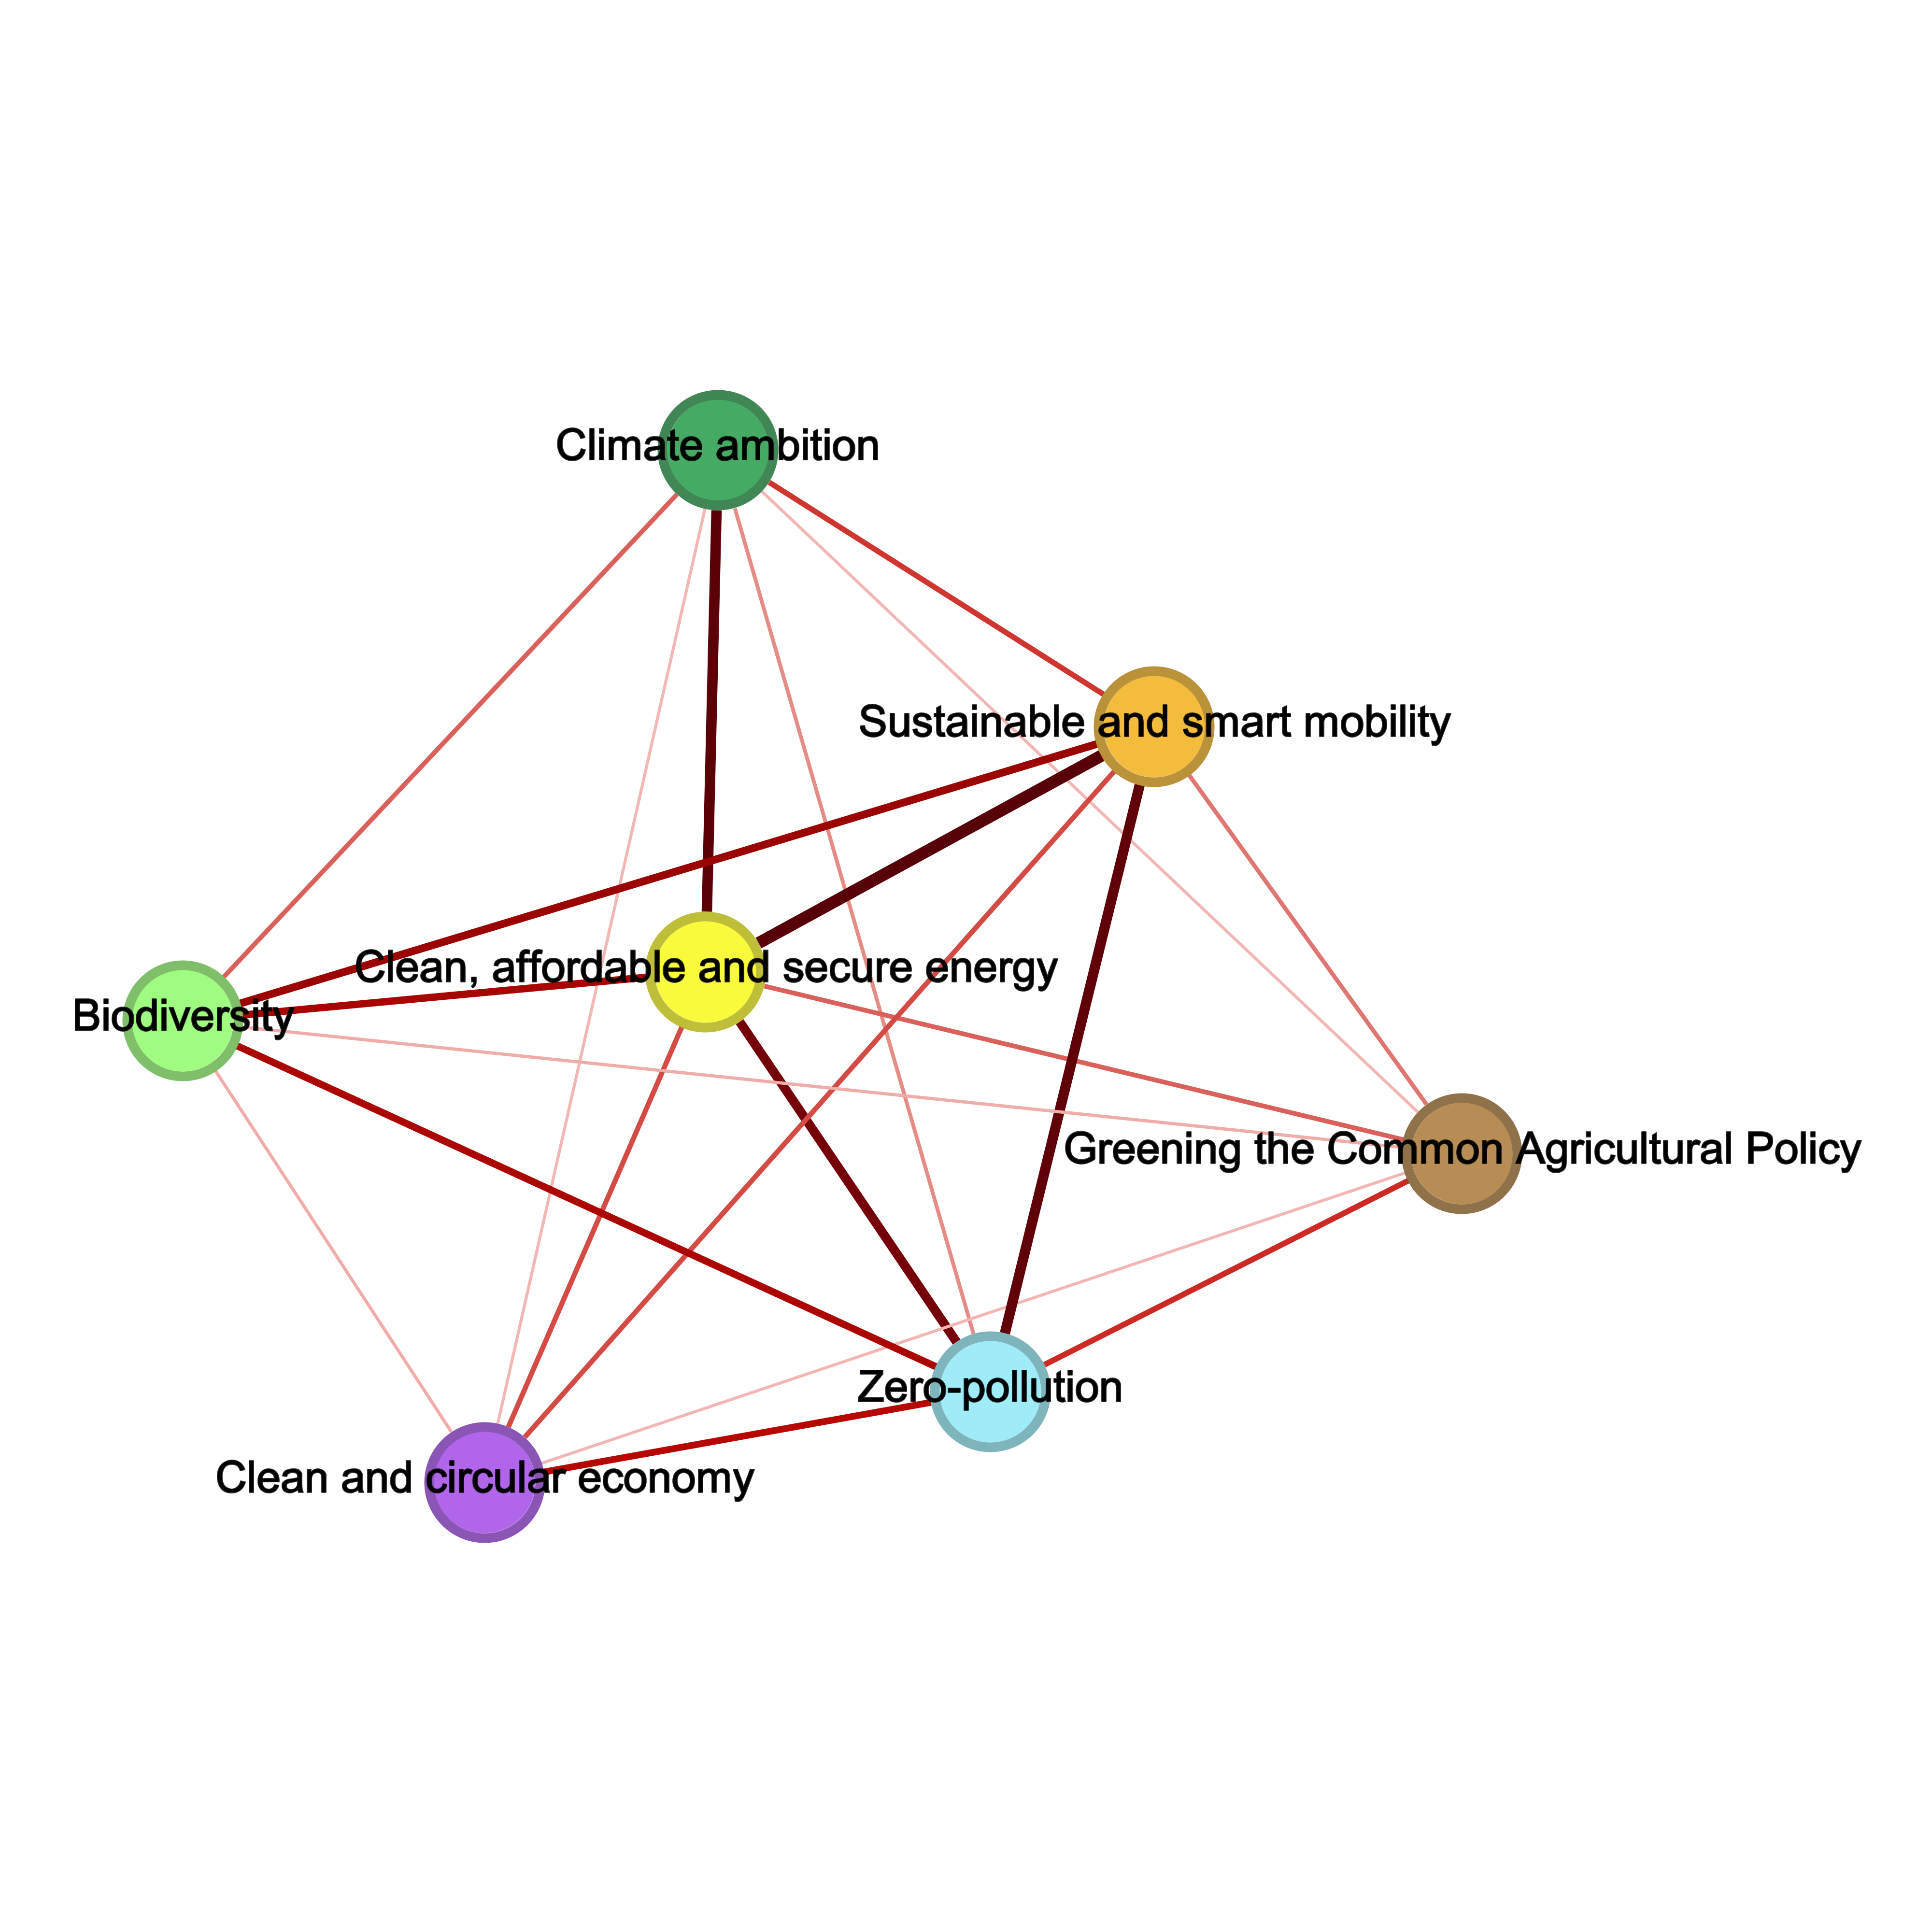 Climate ambition
Sustainable and smart mobility
Clean, affordable and secure energy
Biodiversity
Greening the Common Agricultural Policy
Zero-pollution
Clean and circular economy